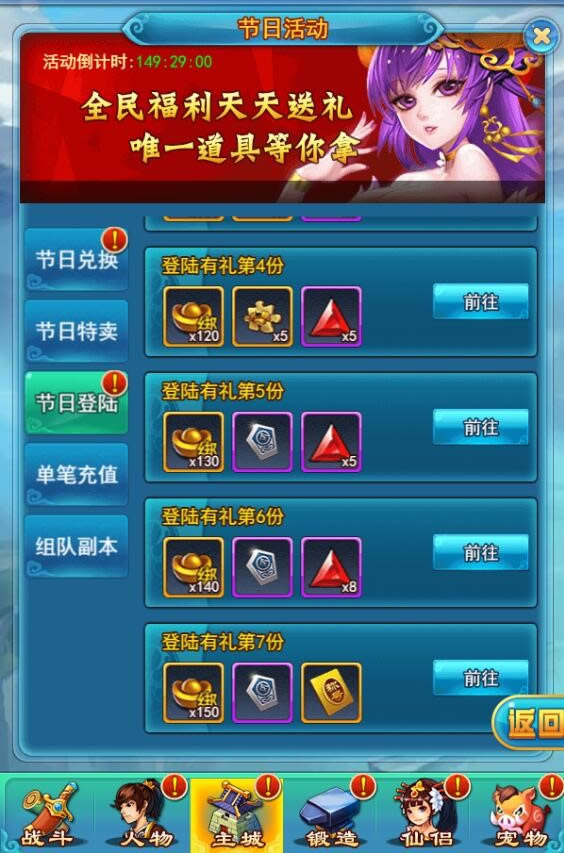 节日活动
活动倒计时:149:29:00
全民福利天天送礼
唯一道具等你拿
节日兑换
节日特卖
节日登陆
单笔充值
组队副本
登陆有礼第4份
绑
x120
x5
x5
前往
登陆有礼第5份
绑
x130
x5
前往
登陆有礼第6份
绑
x140
x8
前往
登陆有礼第7份
绑
x150
称号
前往
返回
战斗
人物
主城
锻造
仙侣
宠物